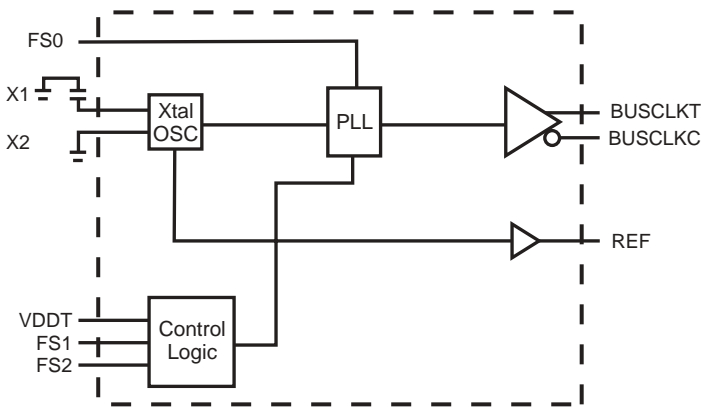 FS0
X1
X2
Xtal
OSC
PLL
BUSCLKT
BUSCLKC
REF
VDDT
FS1
FS2
Control
Logic